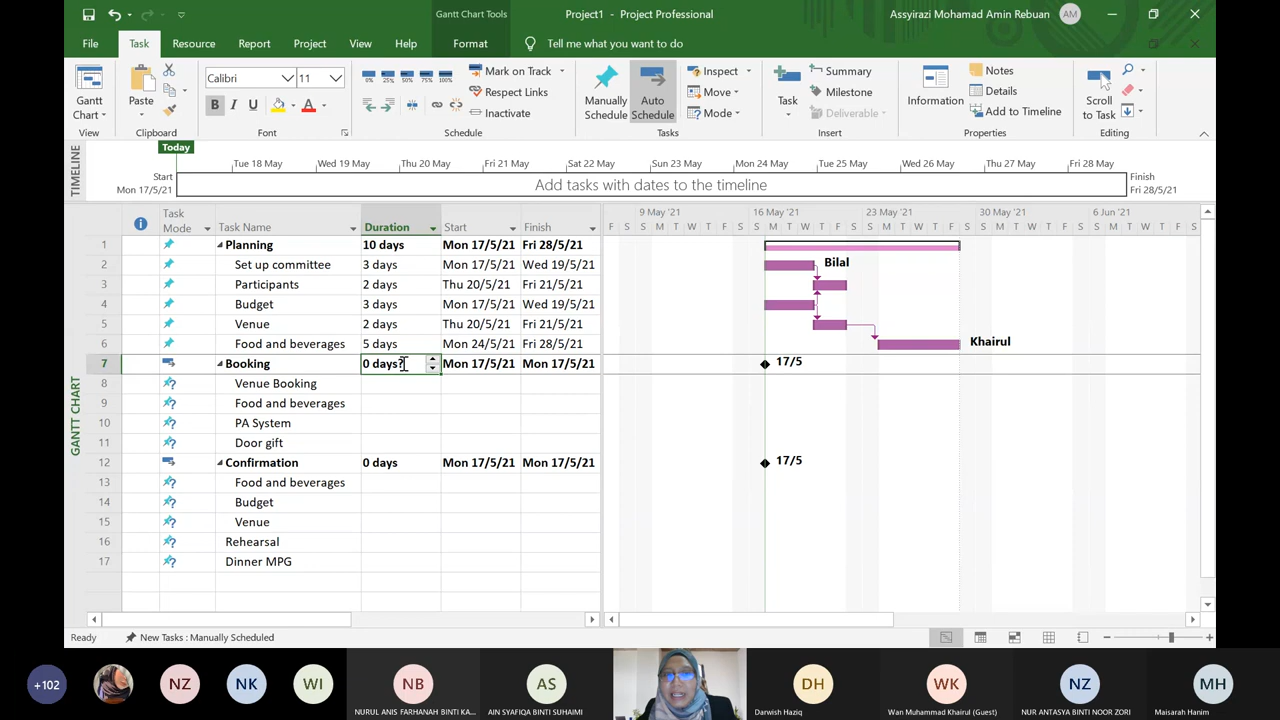 Gantt Chart Tools
Project1 - Project Professional
Assyirazi Mohamad Amin Rebuan
AM
File
Task
Resource
Report
Project
View
Help
Format
Tell me what you want to do
Gantt
Chart
View
Paste
Clipboard
Calibri
11
B I U
A
Font
0% 25% 50% 75% 100%
Mark on Track
Respect Links
Inactivate
Schedule
Manually
Schedule
Auto
Schedule
Inspect
Move
Mode
Tasks
Task
Summary
Milestone
Deliverable
Insert
Information
Notes
Details
Add to Timeline
Properties
Scroll
to Task
Editing
TIMELINE
Today
Start
Mon 17/5/21
Tue 18 May Wed 19 May Thu 20 May Fri 21 May Sat 22 May Sun 23 May Mon 24 May Tue 25 May Wed 26 May Thu 27 May Fri 28 May
Add tasks with dates to the timeline
Finish
Fri 28/5/21
GANTT CHART
Task
Mode
Task Name
Duration
Start
Finish
9 May '21 16 May '21 23 May '21 30 May '21 6 Jun '21
F S S M T W T F S S M T W T F S S M T W T F S S M T W T F S S M T W T F S
1 Planning 10 days Mon 17/5/21 Fri 28/5/21
2 Set up committee 3 days Mon 17/5/21 Wed 19/5/21 Bilal
3 Participants 2 days Thu 20/5/21 Fri 21/5/21
4 Budget 3 days Mon 17/5/21 Wed 19/5/21
5 Venue 2 days Thu 20/5/21 Fri 21/5/21
6 Food and beverages 5 days Mon 24/5/21 Fri 28/5/21 Khairul
7 Booking 0 days? Mon 17/5/21 Mon 17/5/21 17/5
8 Venue Booking
9 Food and beverages
10 PA System
11 Door gift
12 Confirmation 0 days Mon 17/5/21 Mon 17/5/21 17/5
13 Food and beverages
14 Budget
15 Venue
16 Rehearsal
17 Dinner MPG
Ready
New Tasks : Manually Scheduled
+102
NZ
NK
WI
NB
NURUL ANIS FARHANAH BINTI KA...
AS
AIN SYAFIQA BINTI SUHAIMI
DH
Darwish Haziq
WK
Wan Muhammad Khairul (Guest)
NZ
NUR ANTASYA BINTI NOOR ZORI
MH
Maisarah Hanim